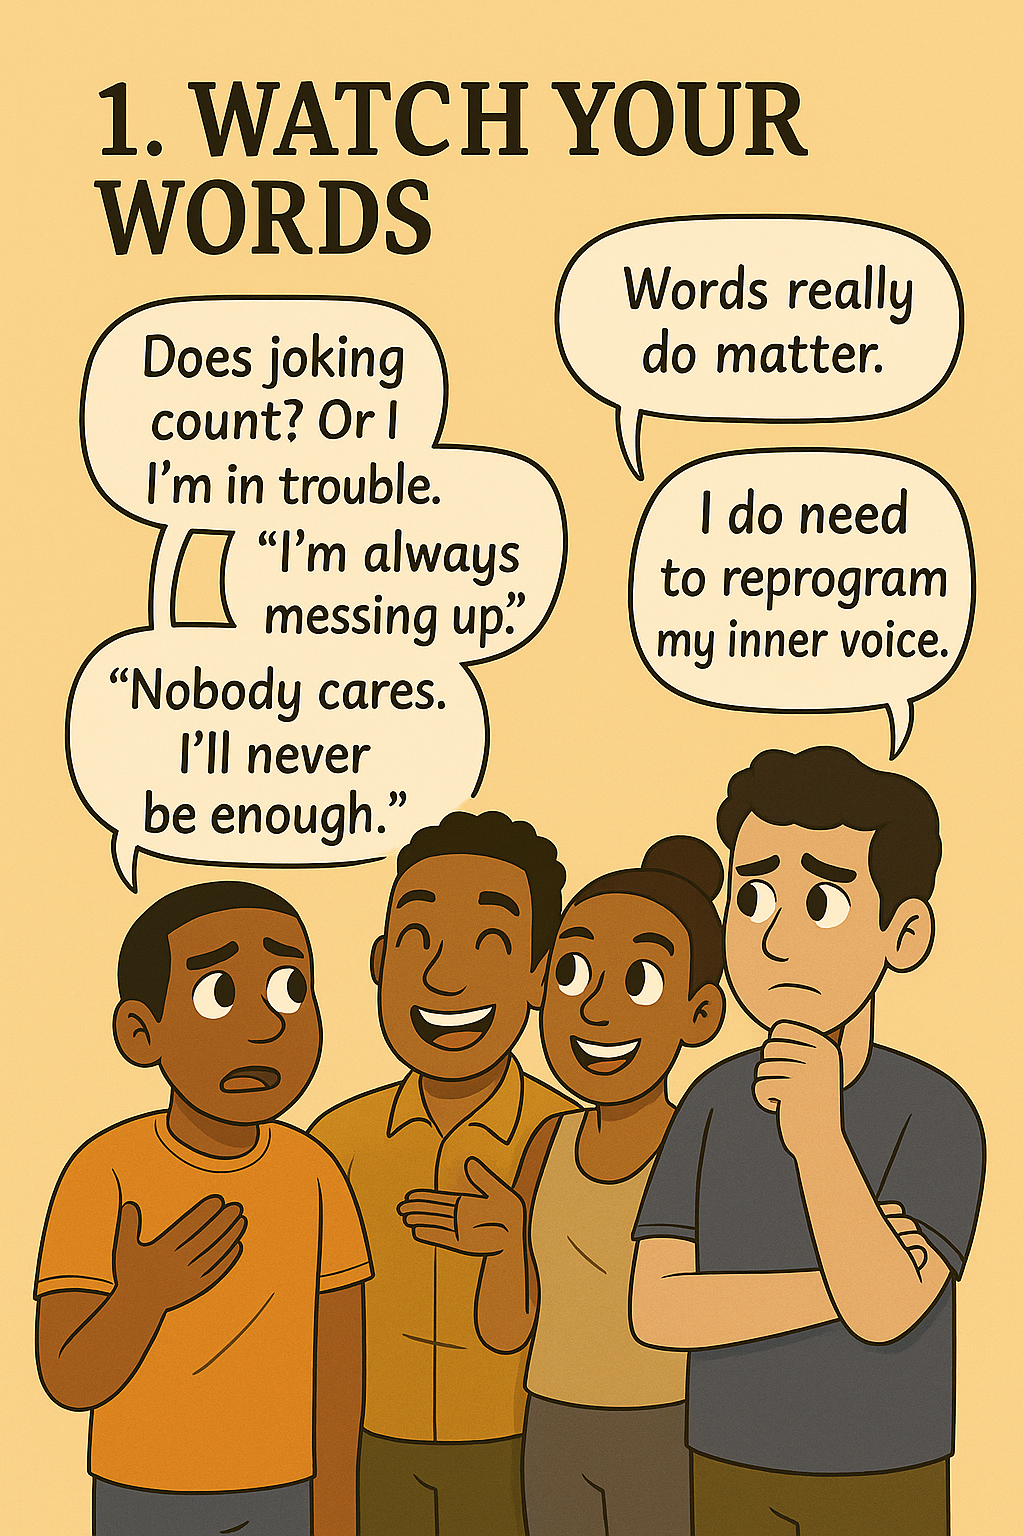 1. WATCH YOUR
WORDS
Does joking
count? Or I
I'm in trouble.
“I'm always
messing up.”
“Nobody cares.
I'll never
be enough.”
Words really
do matter.
I do need
to reprogram
my inner voice.